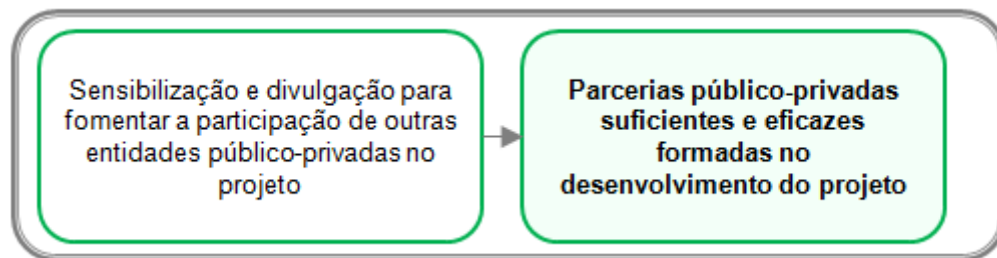 Sensibilização e divulgação para
fomentar a participação de outras
entidades público-privadas no
projeto
Parcerias público-privadas
suficientes e eficazes
formadas no
desenvolvimento do projeto